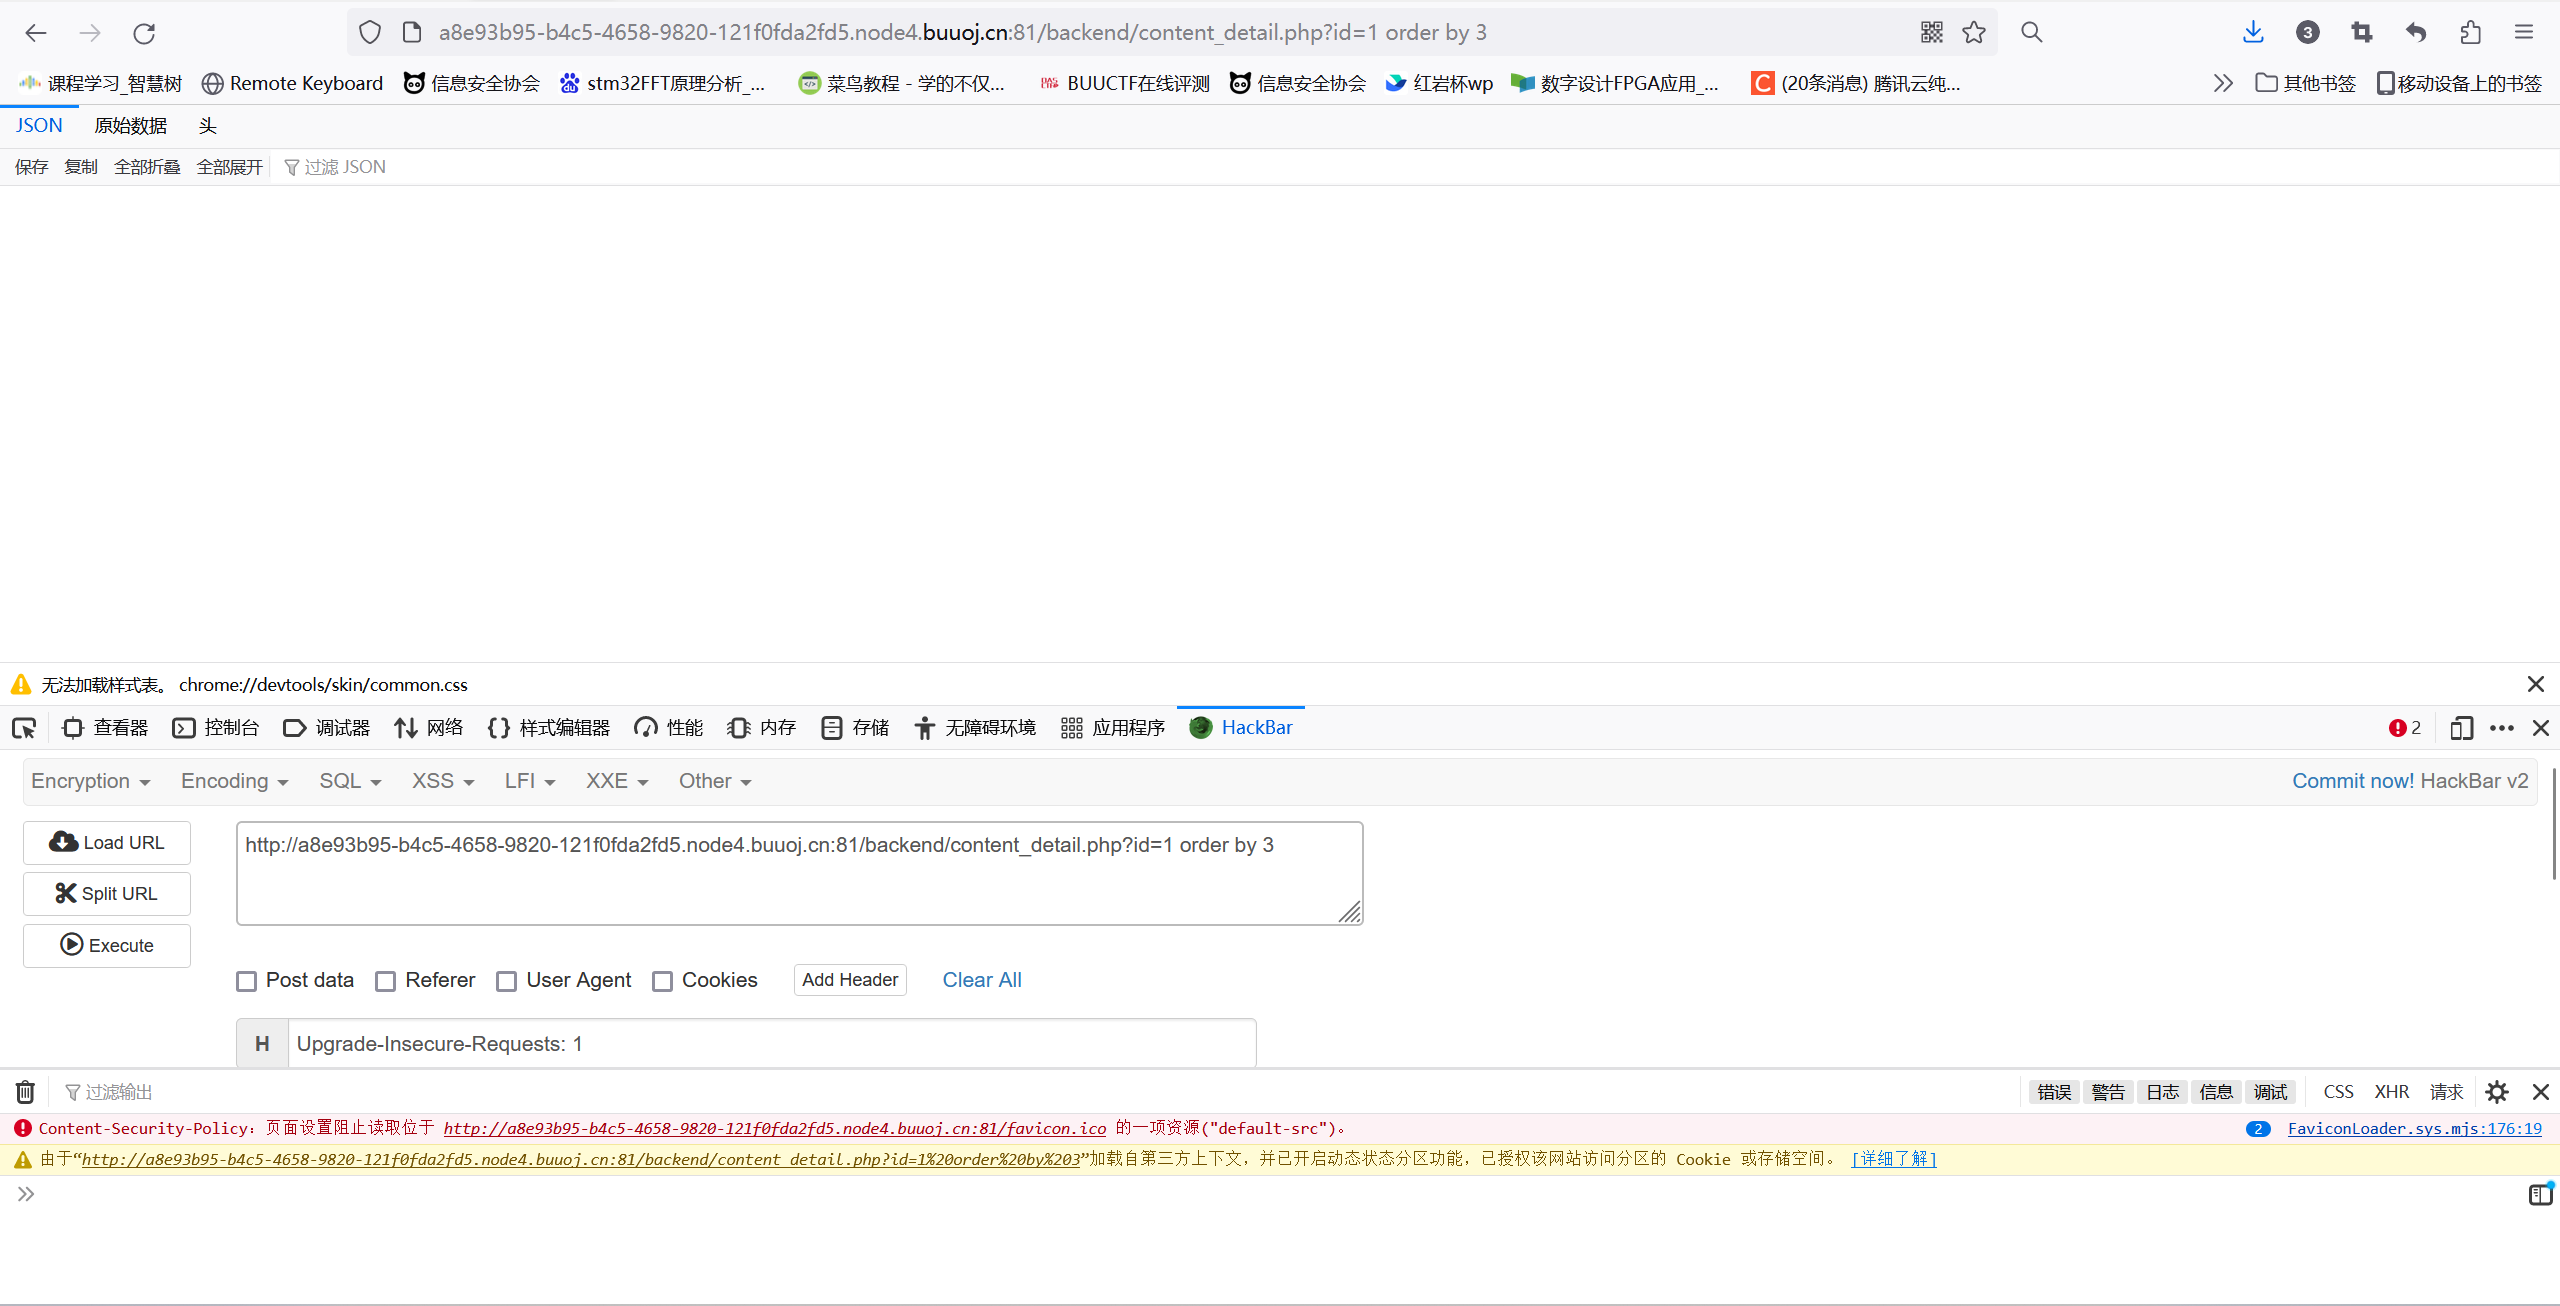 a8e93b95-b4c5-4658-9820-121f0fda2fd5.node4.buuoj.cn:81/backend/content_detail.php?id=1 order by 3
3
课程学习_智慧树 Remote Keyboard 信息安全协会 stm32FFT原理分析_... 菜鸟教程 - 学的不仅... BUUCTF在线评测 信息安全协会 红岩杯wp 数字设计FPGA应用_... (20条消息) 腾讯云纯... 其他书签 移动设备上的书签
JSON 原始数据 头
保存 复制 全部折叠 全部展开 过滤 JSON
无法加载样式表。 chrome://devtools/skin/common.css
查看器 控制台 调试器 网络 样式编辑器 性能 内存 存储 无障碍环境 应用程序 HackBar 2
Encryption Encoding SQL XSS LFI XXE Other Commit now! HackBar v2
Load URL
http://a8e93b95-b4c5-4658-9820-121f0fda2fd5.node4.buuoj.cn:81/backend/content_detail.php?id=1 order by 3
Split URL
Execute
Post data Referer User Agent Cookies Add Header Clear All
H Upgrade-Insecure-Requests: 1
过滤输出 错误 警告 日志 信息 调试 CSS XHR 请求
Content-Security-Policy：页面设置阻止读取位于 http://a8e93b95-b4c5-4658-9820-121f0fda2fd5.node4.buuoj.cn:81/favicon.ico 的一项资源("default-src")。 2 FaviconLoader.sys.mjs:176:19
由于“http://a8e93b95-b4c5-4658-9820-121f0fda2fd5.node4.buuoj.cn:81/backend/content_detail.php?id=1%20order%20by%203”加载自第三方上下文，并已开启动态状态分区功能，已授权该网站访问分区的 Cookie 或存储空间。 [详细了解]